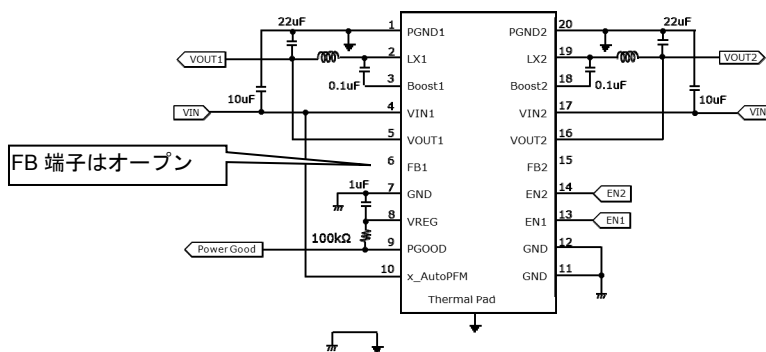 22uF
1
PGND1
PGND2
20
22uF
VOUT1
2
LX1
LX2
19
VOUT2
0.1uF
3
Boost1
Boost2
18
0.1uF
10uF
10uF
VIN
4
VIN1
VIN2
17
VIN
5
VOUT1
VOUT2
16
FB 端子はオープン
6
FB1
FB2
15
1uF
7
GND
EN2
14
EN2
8
VREG
EN1
13
EN1
100kΩ
Power Good
9
PGOOD
GND
12
10
x_AutoPFM
GND
11
Thermal Pad